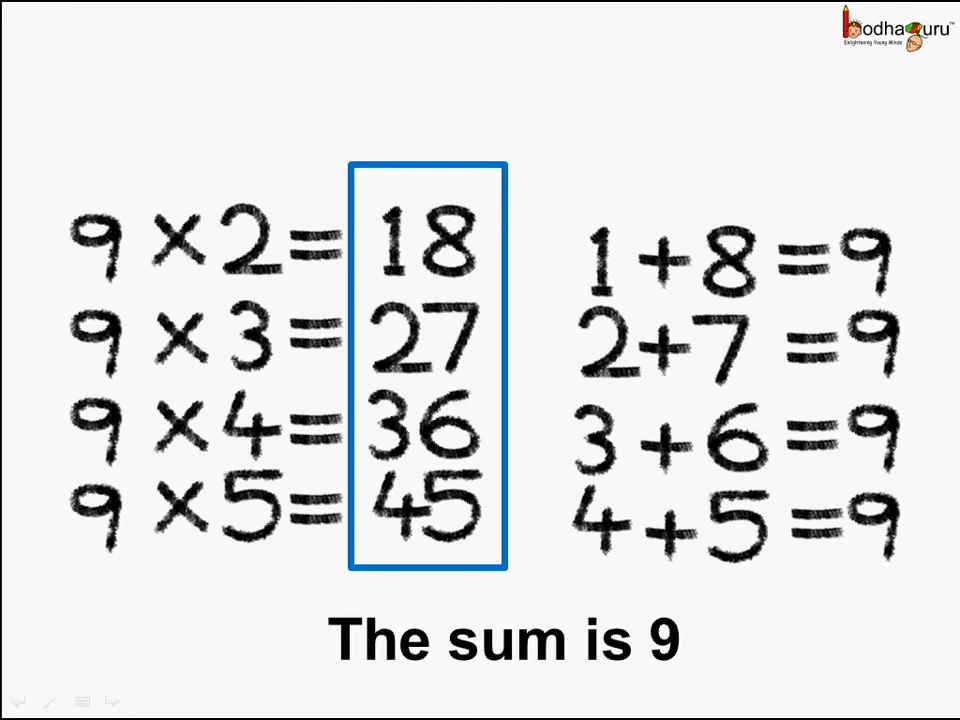 bodhaguru™
Enlightening Young Minds
9 ×2= 18
9 ×3= 27
9 ×4= 36
9 ×5= 45
1+8=9
2+7=9
3+6=9
4+5=9
The sum is 9